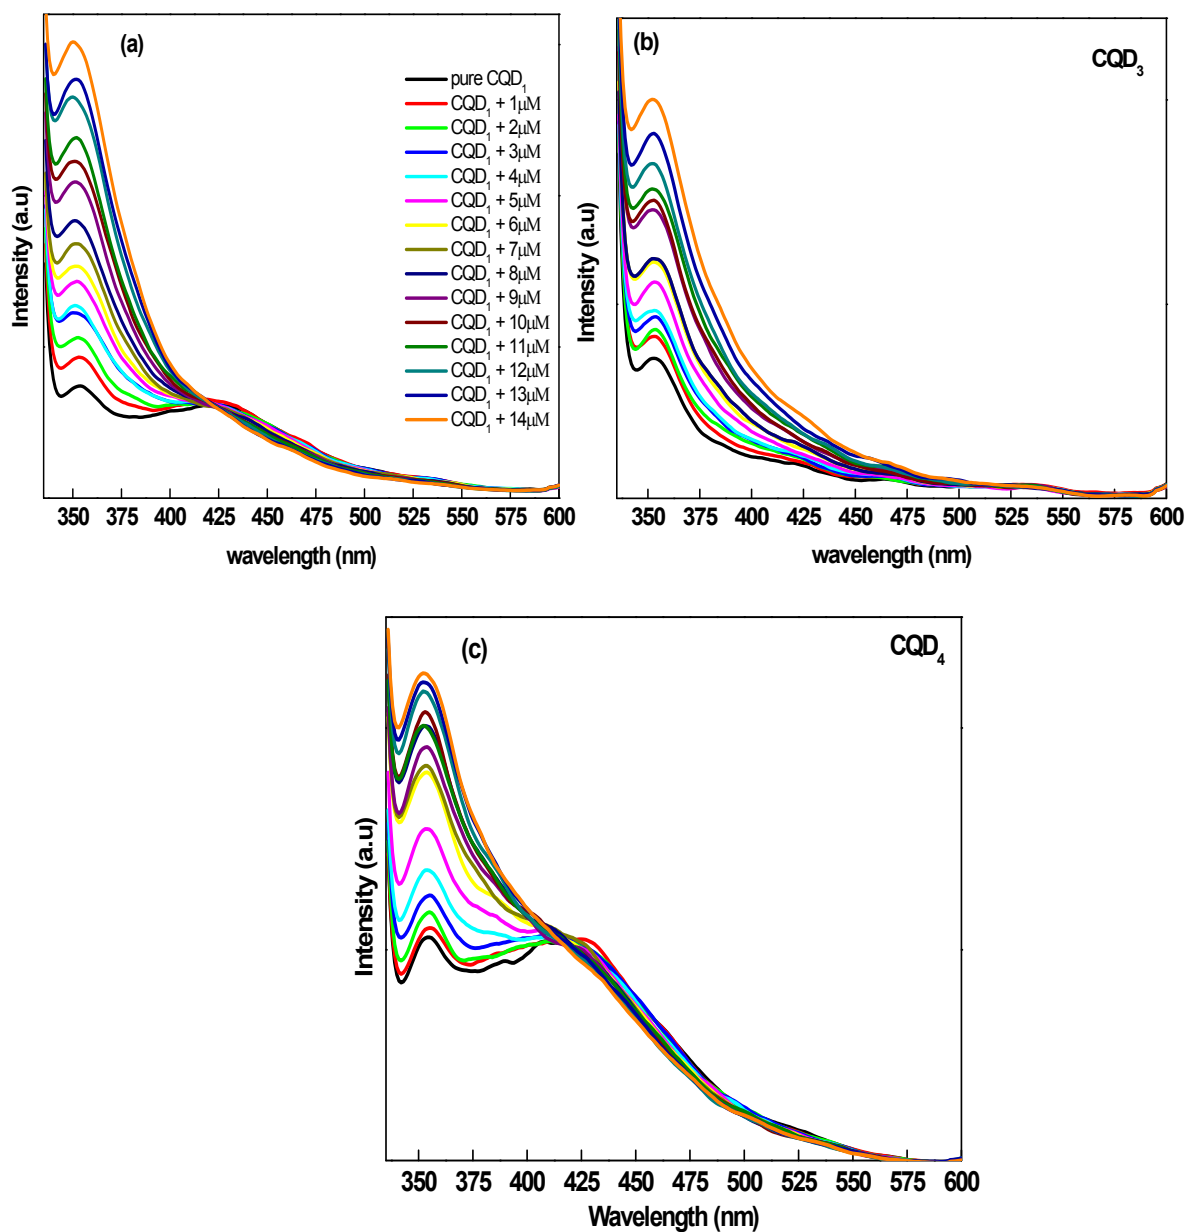 (a)
pure CQD₁
CQD₁ + 1μM
CQD₁ + 2μM
CQD₁ + 3μM
CQD₁ + 4μM
CQD₁ + 5μM
CQD₁ + 6μM
CQD₁ + 7μM
CQD₁ + 8μM
CQD₁ + 9μM
CQD₁ + 10μM
CQD₁ + 11μM
CQD₁ + 12μM
CQD₁ + 13μM
CQD₁ + 14μM
Intensity (a.u)
350 375 400 425 450 475 500 525 550 575 600
wavelength (nm)
(b)
CQD₃
Intensity (a.u)
350 375 400 425 450 475 500 525 550 575 600
wavelength (nm)
(c)
CQD₄
Intensity (a.u)
350 375 400 425 450 475 500 525 550 575 600
Wavelength (nm)